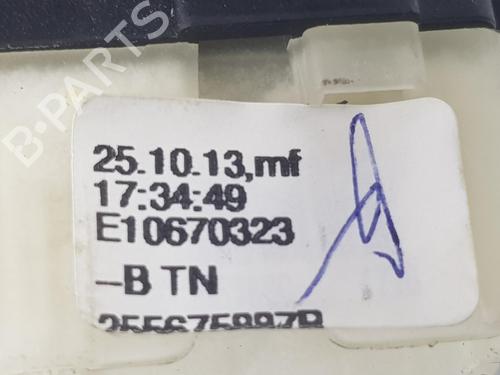 B-PARTS
25.10.13,mf
17:34:49
E10670323
-B TN